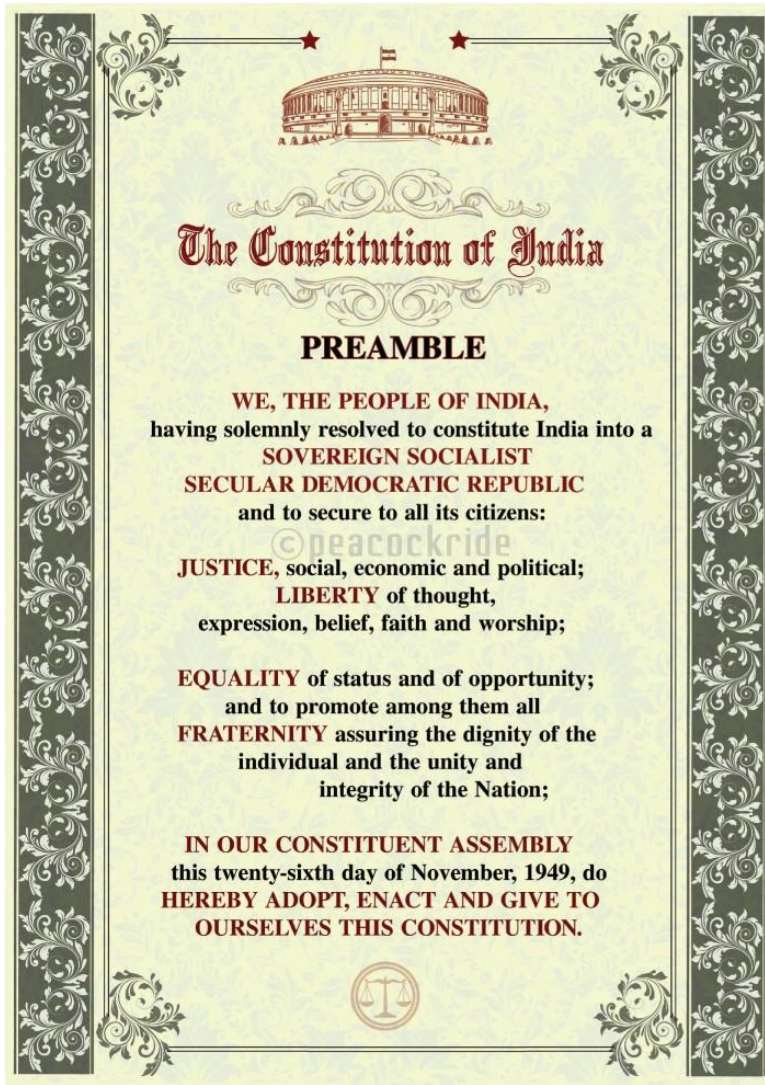 The Constitution of India
PREAMBLE
WE, THE PEOPLE OF INDIA,
having solemnly resolved to constitute India into a
SOVEREIGN SOCIALIST
SECULAR DEMOCRATIC REPUBLIC
and to secure to all its citizens:
©peacockride
JUSTICE, social, economic and political;
LIBERTY of thought,
expression, belief, faith and worship;
EQUALITY of status and of opportunity;
and to promote among them all
FRATERNITY assuring the dignity of the
individual and the unity and
integrity of the Nation;
IN OUR CONSTITUENT ASSEMBLY
this twenty-sixth day of November, 1949, do
HEREBY ADOPT, ENACT AND GIVE TO
OURSELVES THIS CONSTITUTION.